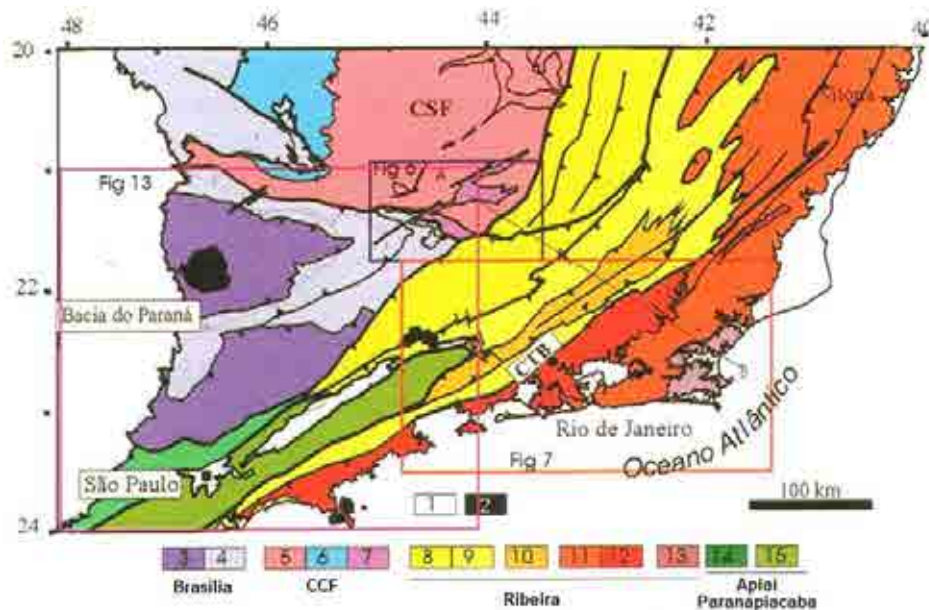 48 46 44 42 40
20
CSF
Vitória
Fig 6
A
Fig 13
22
Bacia do Paraná
CTB
B
Rio de Janeiro
Oceano Atlântico
São Paulo
Fig 7
1 2
100 km
24
3 4 5 6 7 8 9 10 11 12 13 14 15
Brasília CCF Ribeira Apiai
Paranapiacaba